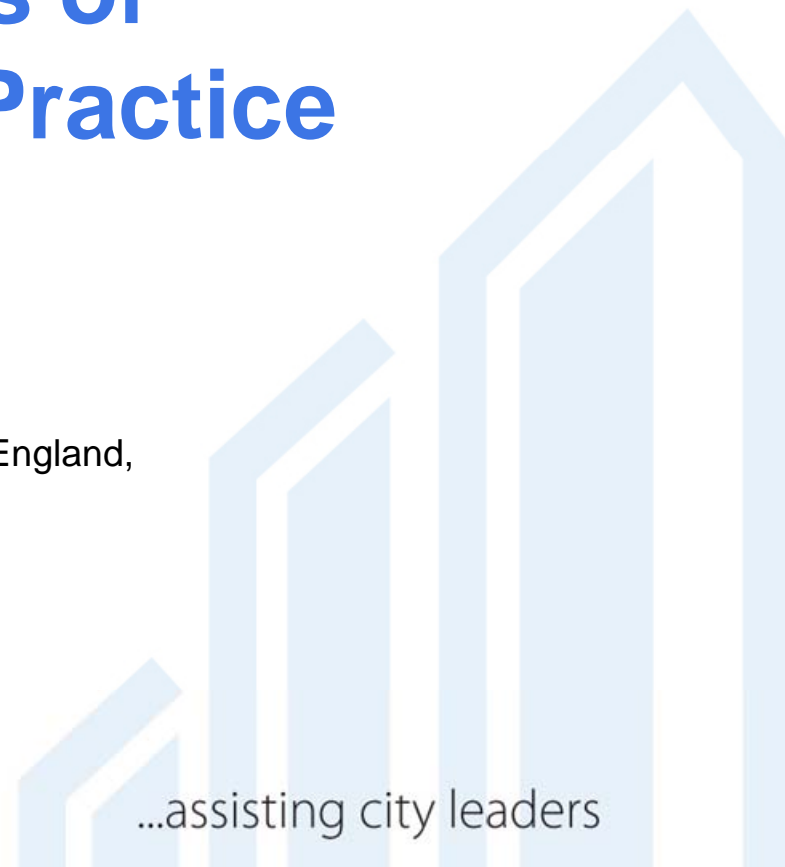 s of
Practice
England,
...assisting city leaders